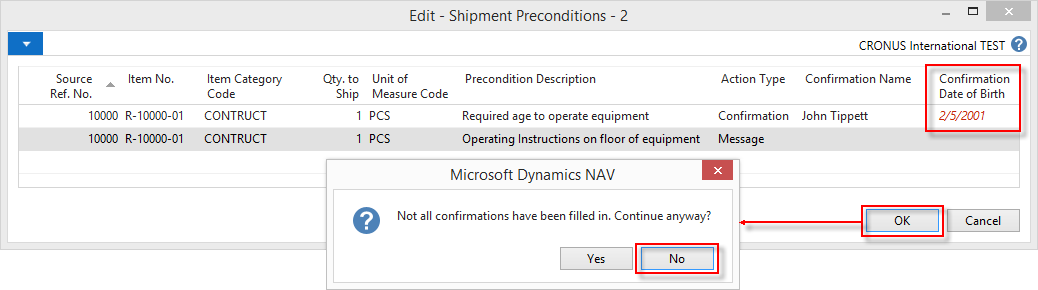 Edit - Shipment Preconditions - 2
CRONUS International TEST ?
Source Ref. No. Item No. Item Category Code Qty. to Ship Unit of Measure Code Precondition Description Action Type Confirmation Name Confirmation Date of Birth
10000 R-10000-01 CONTRUCT 1 PCS Required age to operate equipment Confirmation John Tippett 2/5/2001
10000 R-10000-01 CONTRUCT 1 PCS Operating Instructions on floor of equipment Message
Microsoft Dynamics NAV
? Not all confirmations have been filled in. Continue anyway?
Yes No
OK Cancel